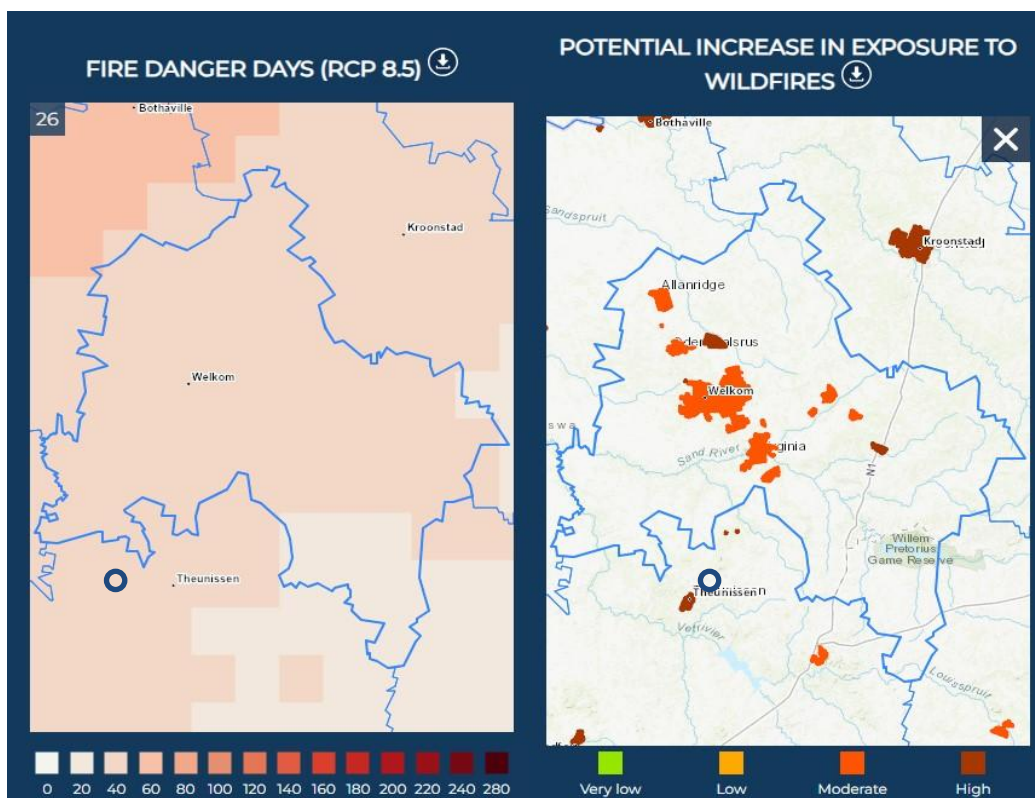 FIRE DANGER DAYS (RCP 8.5)
26
Bothaville
Kroonstad
Welkom
Theunissen
0 20 40 60 80 100 120 140 160 180 200 220 240 280
POTENTIAL INCREASE IN EXPOSURE TO
WILDFIRES
Bothaville
Sandspruit
Kroonstad
Allanridge
Welkom
Sand River
N1
Willem
Pretorius
Game Reserve
Theunissen
Vetrivier
Very low Low Moderate High